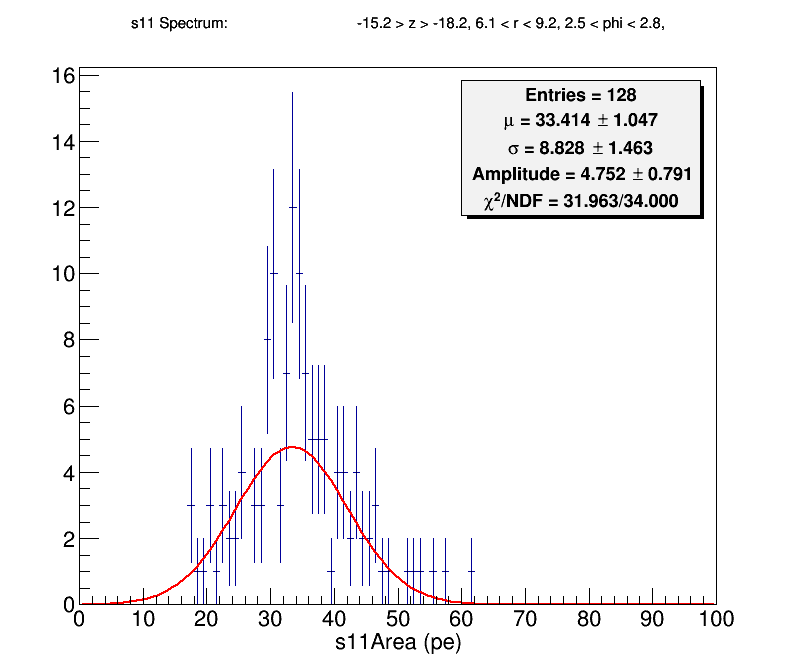 s11 Spectrum: -15.2 > z > -18.2, 6.1 < r < 9.2, 2.5 < phi < 2.8,
Entries = 128
μ = 33.414 ± 1.047
σ = 8.828 ± 1.463
Amplitude = 4.752 ± 0.791
χ²/NDF = 31.963/34.000
16
14
12
10
8
6
4
2
0
0 10 20 30 40 50 60 70 80 90 100
s11Area (pe)